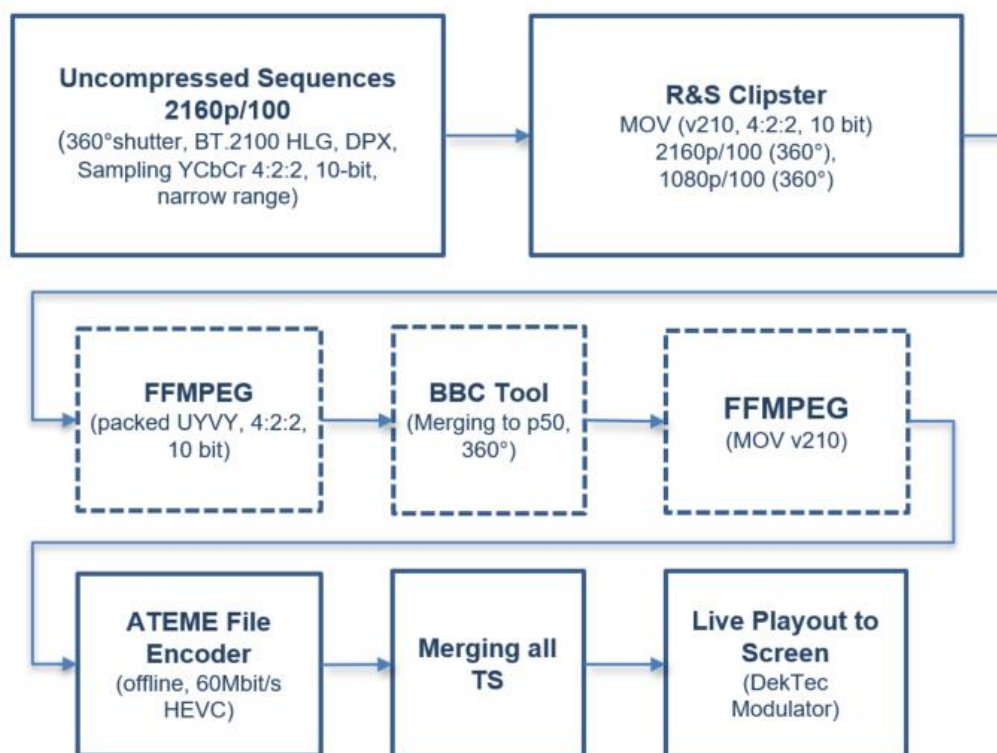 Uncompressed Sequences
2160p/100
(360°shutter, BT.2100 HLG, DPX,
Sampling YCbCr 4:2:2, 10-bit,
narrow range)
R&S Clipster
MOV (v210, 4:2:2, 10 bit)
2160p/100 (360°),
1080p/100 (360°)
FFMPEG
(packed UYVY, 4:2:2,
10 bit)
BBC Tool
(Merging to p50,
360°)
FFMPEG
(MOV v210)
ATEME File
Encoder
(offline, 60Mbit/s
HEVC)
Merging all
TS
Live Playout to
Screen
(DekTec
Modulator)